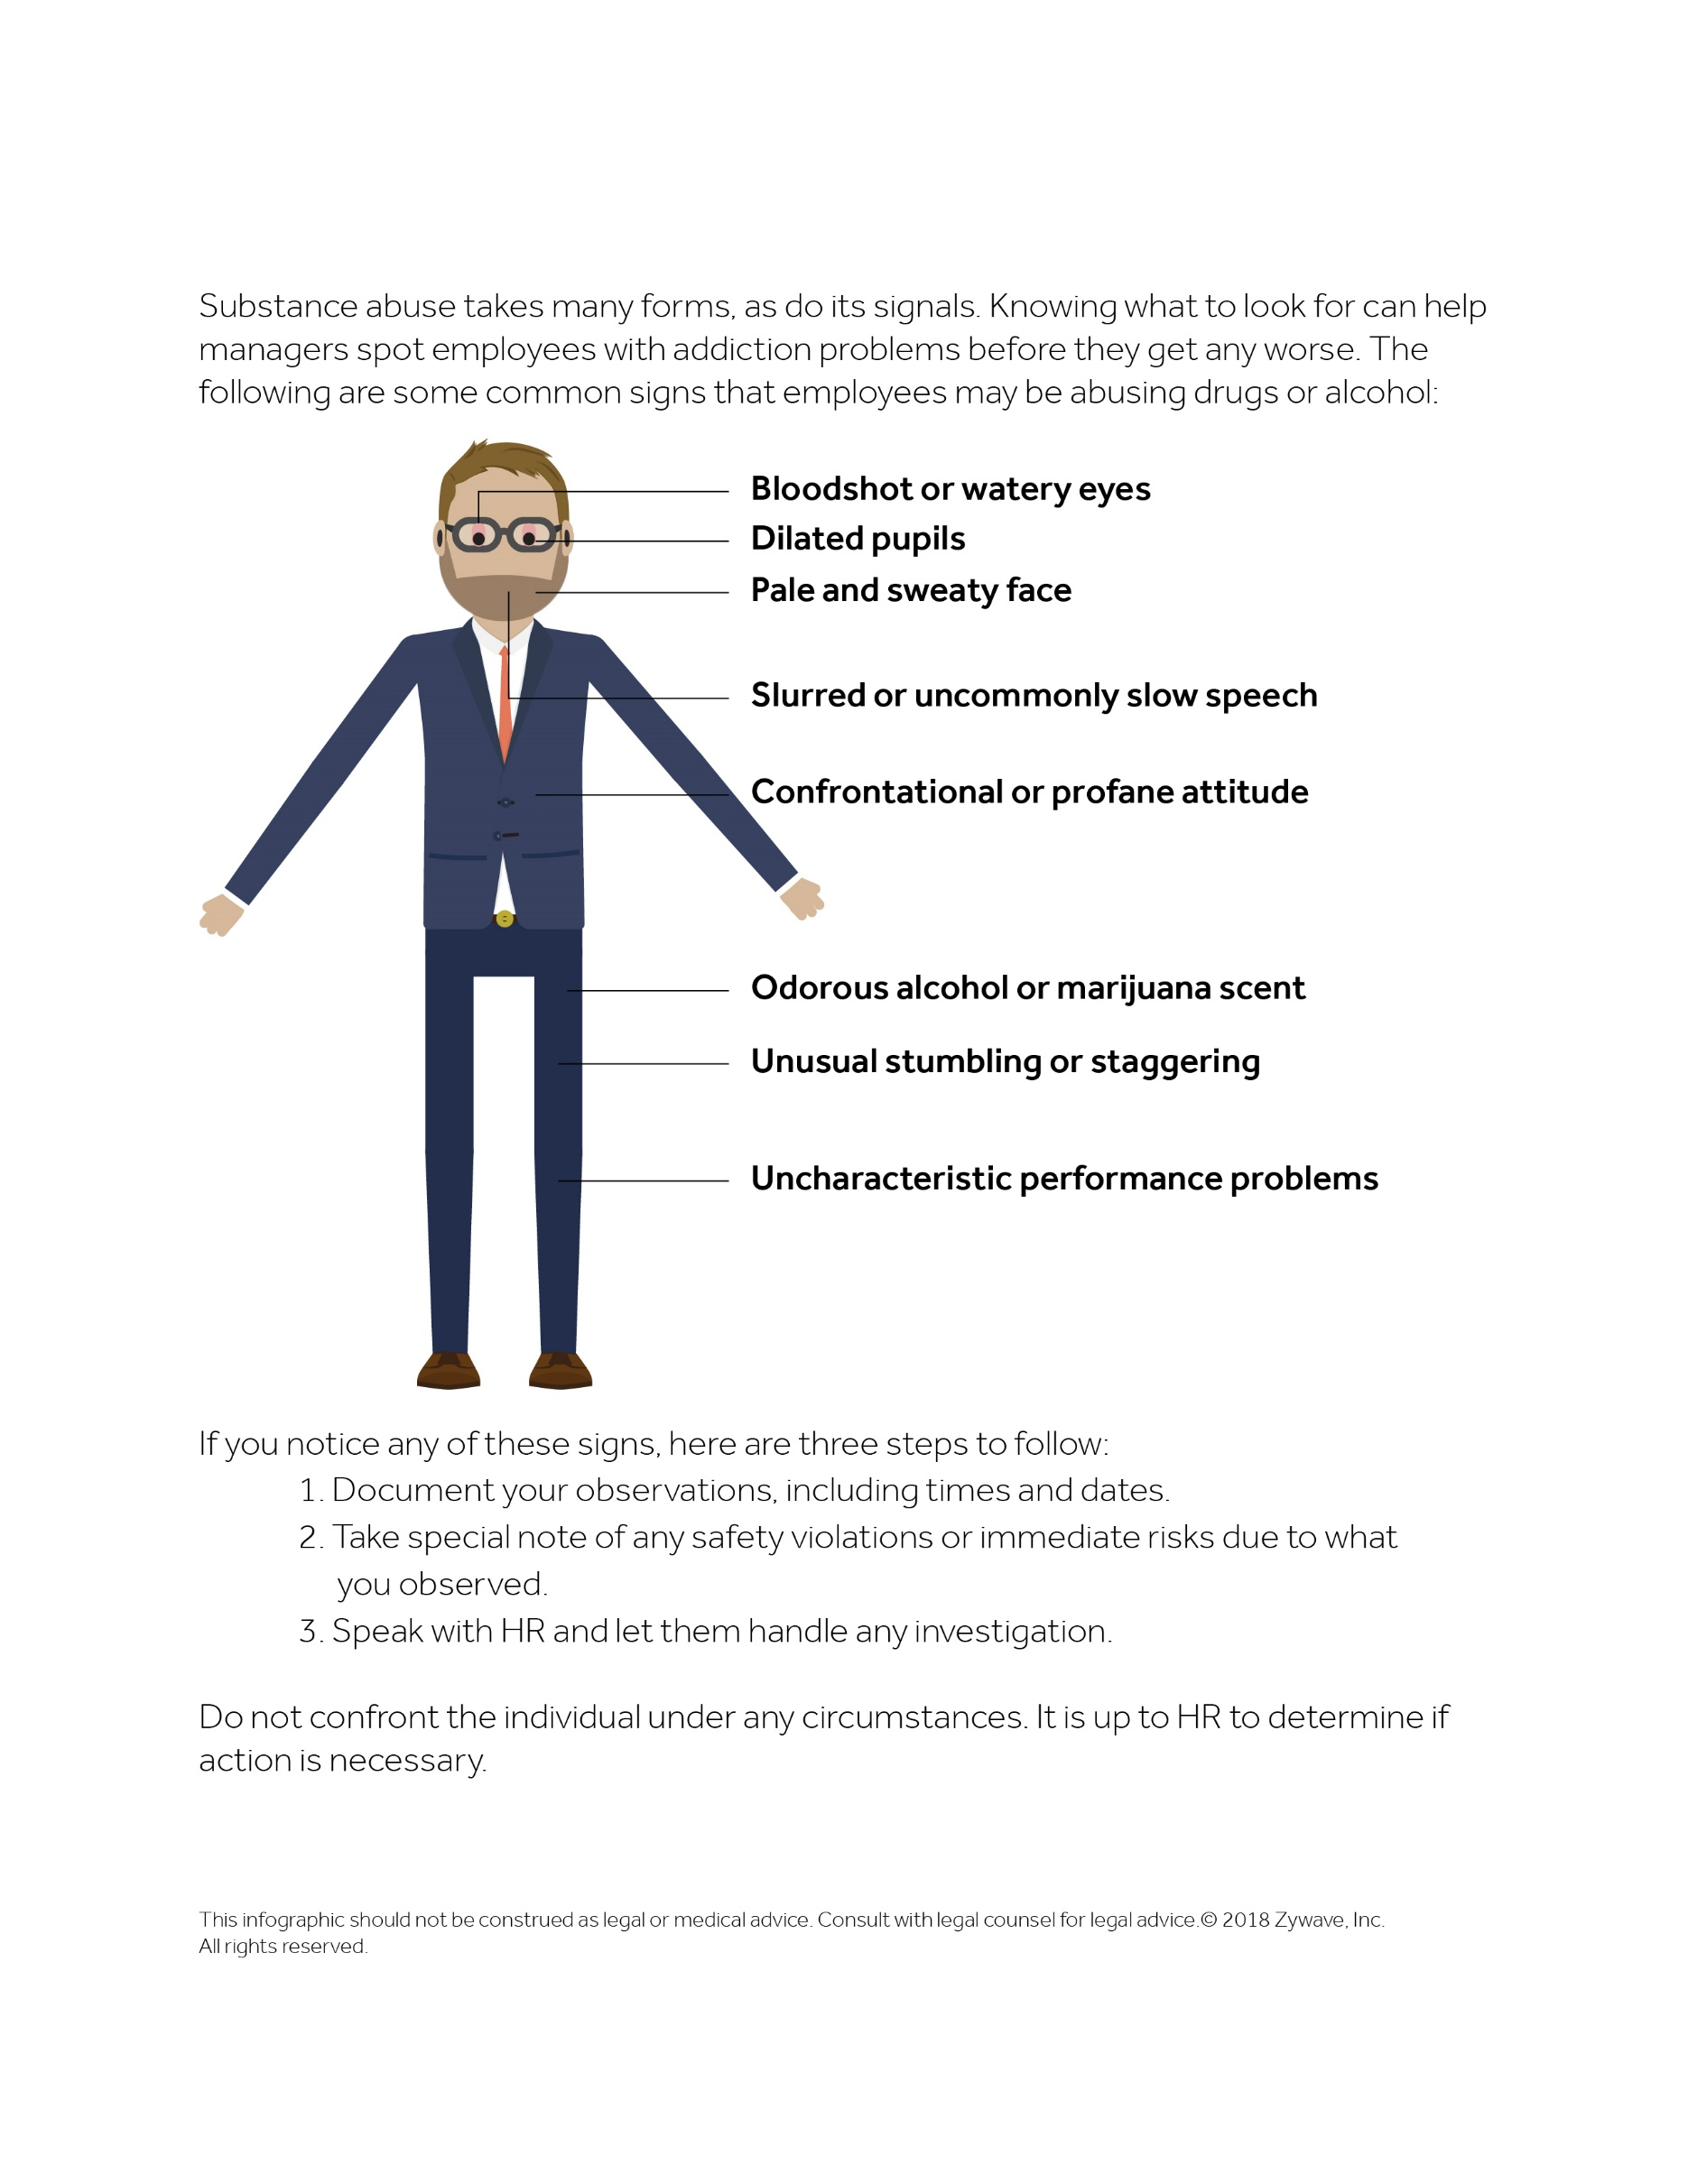 Substance abuse takes many forms, as do its signals. Knowing what to look for can help
managers spot employees with addiction problems before they get any worse. The
following are some common signs that employees may be abusing drugs or alcohol:
Bloodshot or watery eyes
Dilated pupils
Pale and sweaty face
Slurred or uncommonly slow speech
Confrontational or profane attitude
Odorous alcohol or marijuana scent
Unusual stumbling or staggering
Uncharacteristic performance problems
If you notice any of these signs, here are three steps to follow:
1. Document your observations, including times and dates.
2. Take special note of any safety violations or immediate risks due to what
you observed.
3. Speak with HR and let them handle any investigation.
Do not confront the individual under any circumstances. It is up to HR to determine if
action is necessary.
This infographic should not be construed as legal or medical advice. Consult with legal counsel for legal advice.© 2018 Zywave, Inc.
All rights reserved.